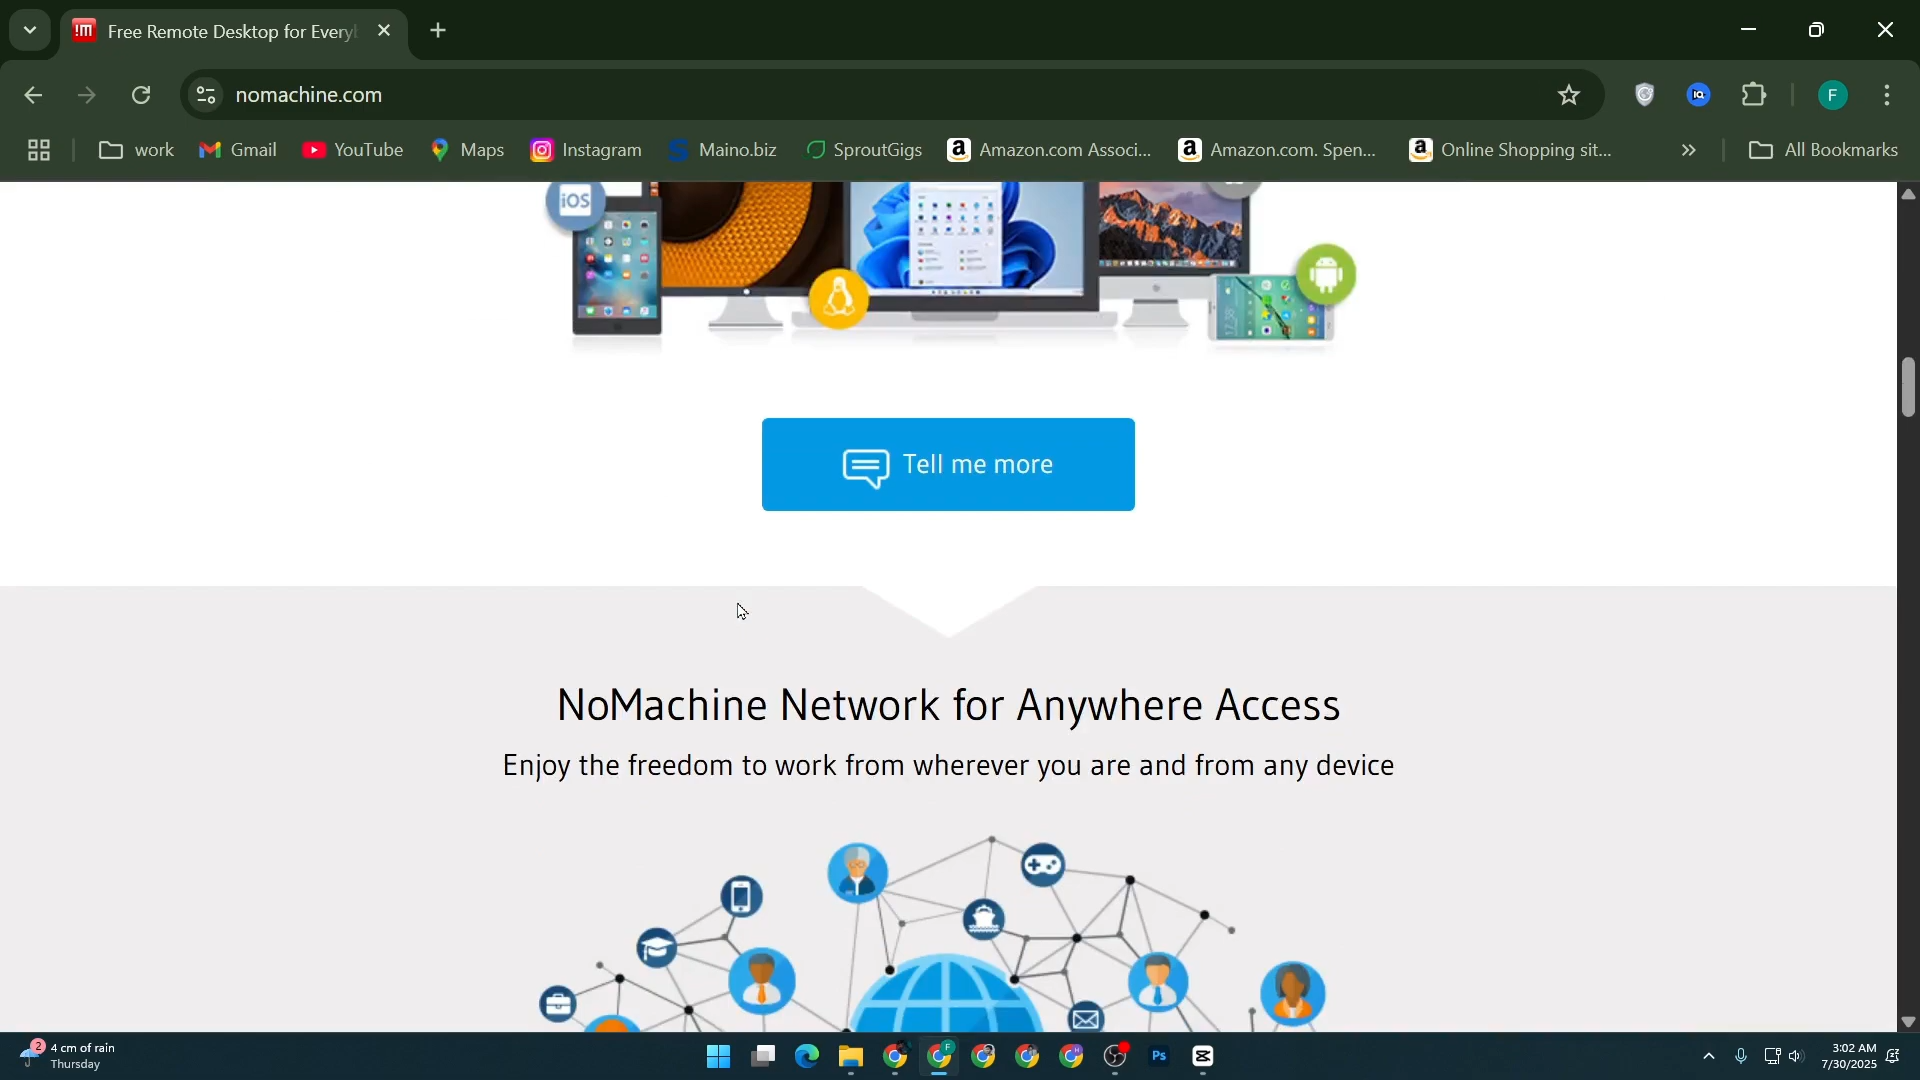 !m Free Remote Desktop for Everyb
nomachine.com
F
work
Gmail
YouTube
Maps
Instagram
Maino.biz
SproutGigs
Amazon.com Associ...
Amazon.com. Spen...
Online Shopping sit...
All Bookmarks
iOS
Tell me more
NoMachine Network for Anywhere Access
Enjoy the freedom to work from wherever you are and from any device
2
4 cm of rain
Thursday
F
Ps
3:02 AM
7/30/2025